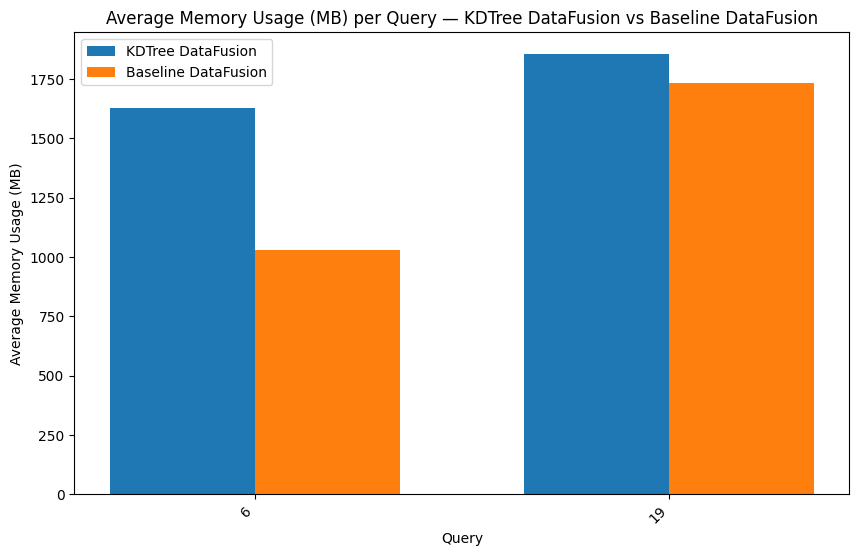 Average Memory Usage (MB) per Query — KDTree DataFusion vs Baseline DataFusion
KDTree DataFusion
Baseline DataFusion
Average Memory Usage (MB)
1750
1500
1250
1000
750
500
250
0
6
19
Query